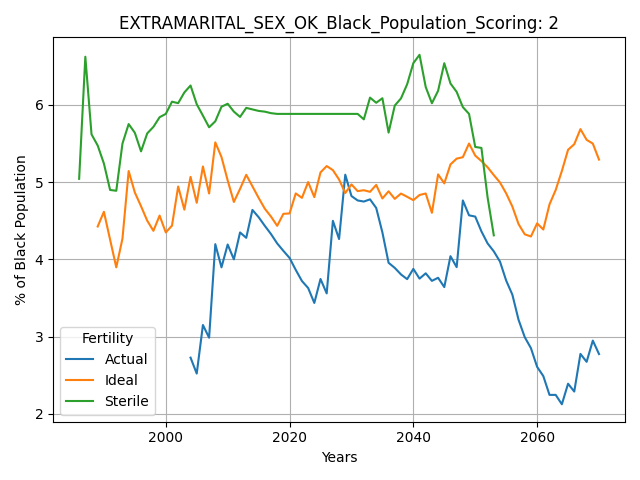 EXTRAMARITAL_SEX_OK_Black_Population_Scoring: 2
% of Black Population
6
5
4
3
2
Fertility
Actual
Ideal
Sterile
2000 2020 2040 2060
Years